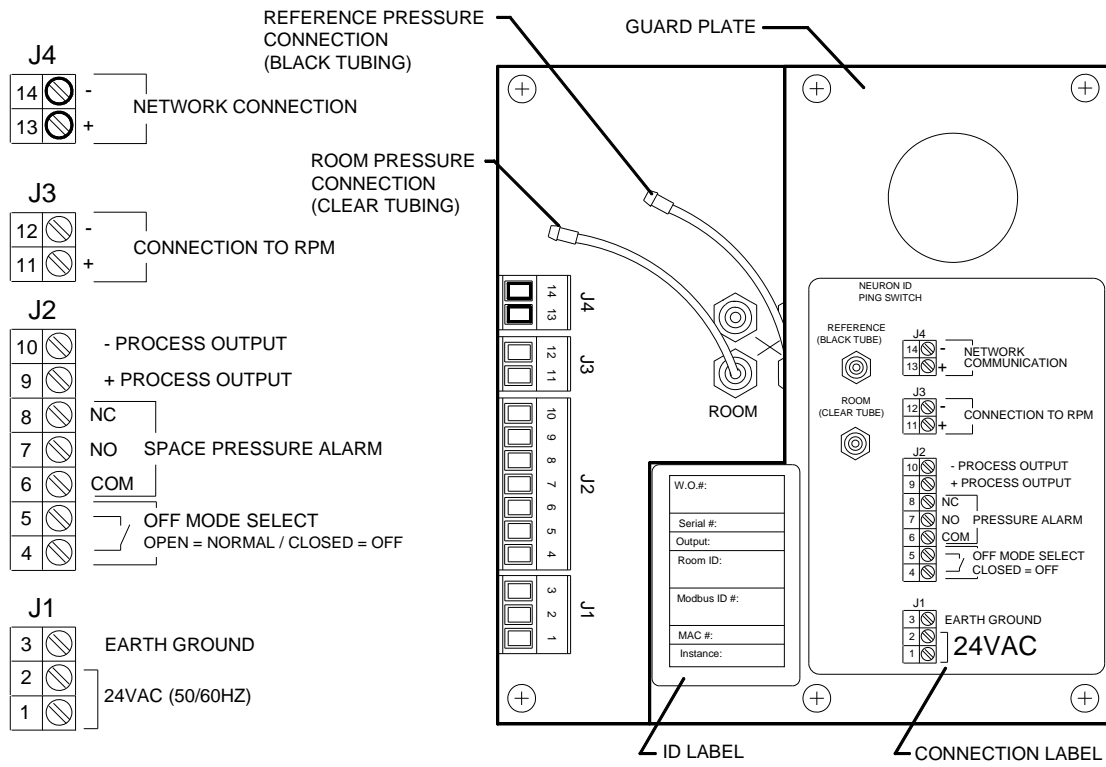 REFERENCE PRESSURE
CONNECTION
(BLACK TUBING)
GUARD PLATE
J4
14 -
13 +
NETWORK CONNECTION
ROOM PRESSURE
CONNECTION
(CLEAR TUBING)
J3
12 -
11 +
CONNECTION TO RPM
J2
10 - PROCESS OUTPUT
9 + PROCESS OUTPUT
8 NC
7 NO SPACE PRESSURE ALARM
6 COM
5 OFF MODE SELECT
OPEN = NORMAL / CLOSED = OFF
4
J1
3 EARTH GROUND
2
24VAC (50/60HZ)
1
14
13
J4
12
11
J3
10
9
8
7
6
5
4
J2
3
2
1
J1
ROOM
W.O.#:
Serial #:
Output:
Room ID:
Modbus ID #:
MAC #:
Instance:
NEURON ID
PING SWITCH
REFERENCE
(BLACK TUBE)
ROOM
(CLEAR TUBE)
J4
14 -
13 +
NETWORK
COMMUNICATION
J3
12 -
11 +
CONNECTION TO RPM
J2
10 - PROCESS OUTPUT
9 + PROCESS OUTPUT
8 NC
7 NO PRESSURE ALARM
6 COM
5 OFF MODE SELECT
4 CLOSED = OFF
J1
3 EARTH GROUND
2
1
24VAC
ID LABEL
CONNECTION LABEL